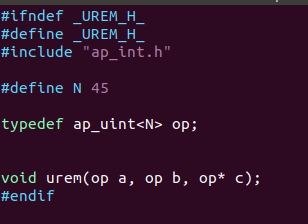 #ifndef _UREM_H_
#define _UREM_H_
#include "ap_int.h"
#define N 45
typedef ap_uint<N> op;
void urem(op a, op b, op* c);
#endif